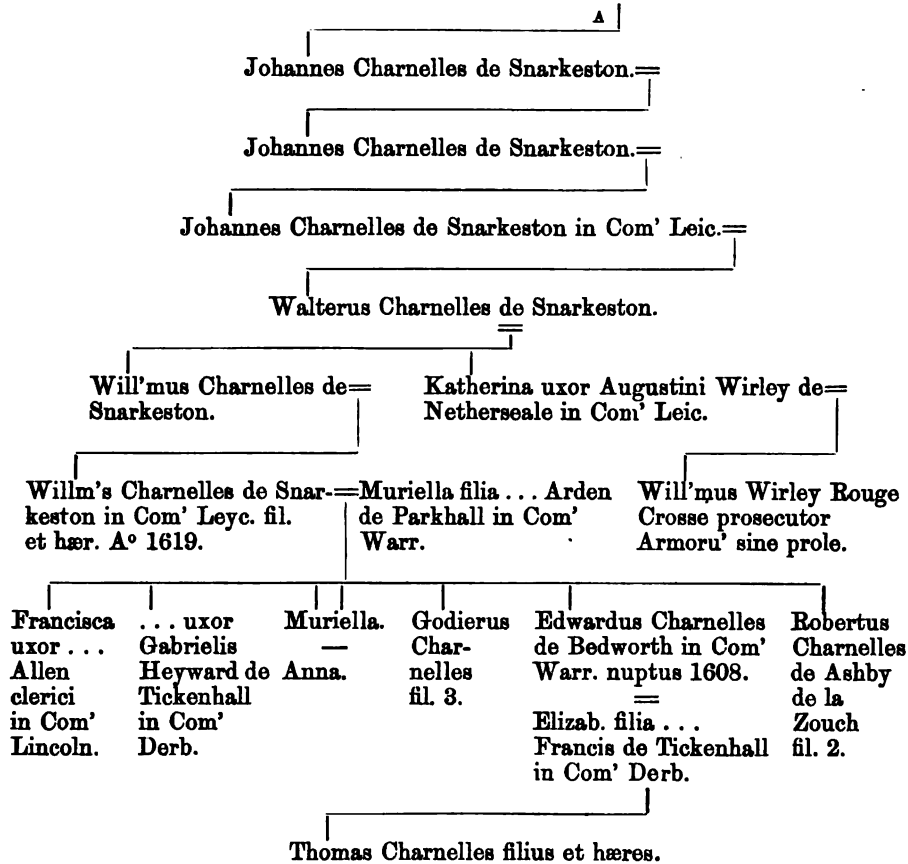 A
Johannes Charnelles de Snarkeston.=
Johannes Charnelles de Snarkeston.=
Johannes Charnelles de Snarkeston in Com' Leic.=
Walterus Charnelles de Snarkeston.
=
Will'mus Charnelles de=
Snarkeston.
Katherina uxor Augustini Wirley de=
Netherseale in Com' Leic.
Willm's Charnelles de Snar-=
keston in Com' Leyc. fil.
et hær. Aº 1619.
Muriella filia ... Arden
de Parkhall in Com'
Warr.
Will'mus Wirley Rouge
Crosse prosecutor
Armoru' sine prole.
Francisca
uxor ...
Allen
clerici
in Com'
Lincoln.
... uxor
Gabrielis
Heyward de
Tickenhall
in Com'
Derb.
Muriella.
—
Anna.
Godierus
Char-
nelles
fil. 3.
Edwardus Charnelles
de Bedworth in Com'
Warr. nuptus 1608.
=
Elizab. filia ...
Francis de Tickenhall
in Com' Derb.
Robertus
Charnelles
de Ashby
de la
Zouch
fil. 2.
Thomas Charnelles filius et hæres.